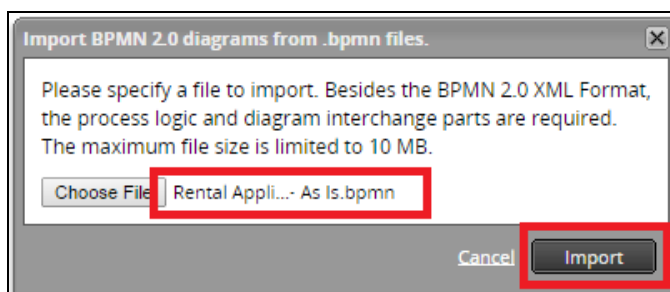 Import BPMN 2.0 diagrams from .bpmn files.
Please specify a file to import. Besides the BPMN 2.0 XML Format,
the process logic and diagram interchange parts are required.
The maximum file size is limited to 10 MB.
Choose File Rental Appli...- As Is.bpmn
Cancel Import